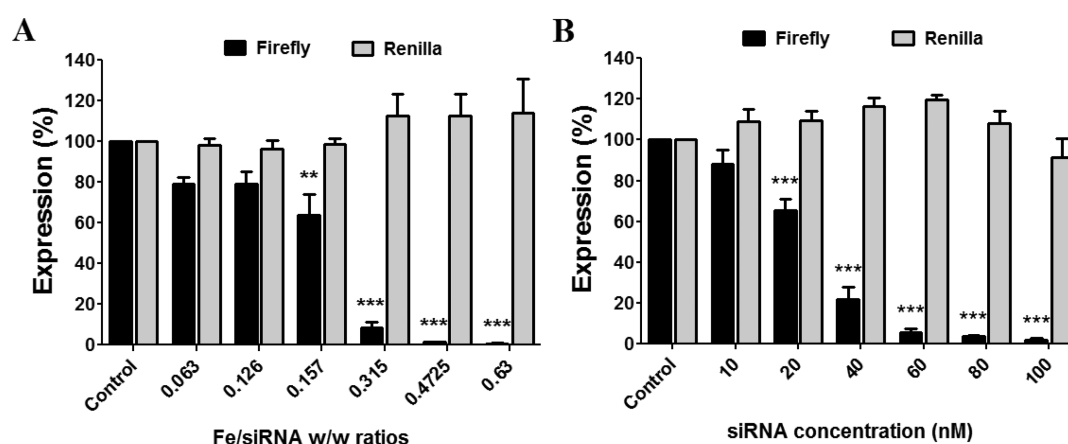 A
Firefly Renilla
140
120
100
80
60
40
20
0
Expression (%)
**
***
***
***
Control 0.063 0.126 0.157 0.315 0.4725 0.63
Fe/siRNA w/w ratios
B
Firefly Renilla
140
120
100
80
60
40
20
0
Expression (%)
***
***
***
***
***
Control 10 20 40 60 80 100
siRNA concentration (nM)